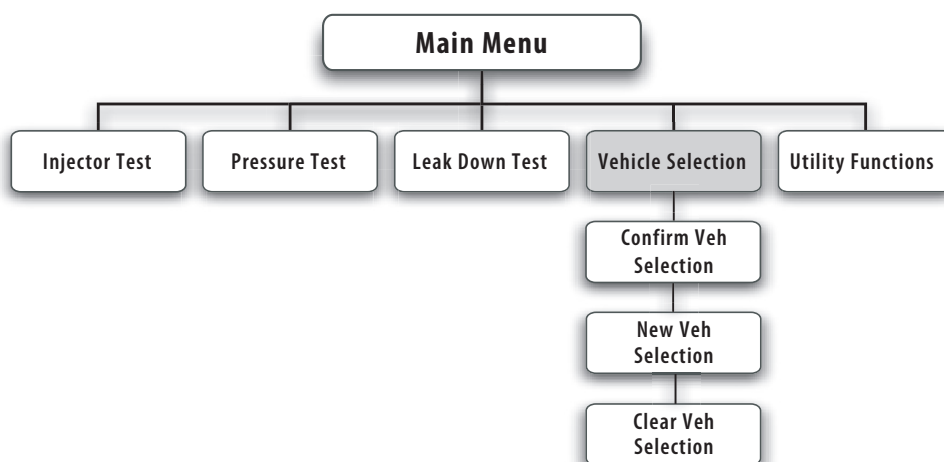 Main Menu
Injector Test
Pressure Test
Leak Down Test
Vehicle Selection
Utility Functions
Confirm Veh
Selection
New Veh
Selection
Clear Veh
Selection